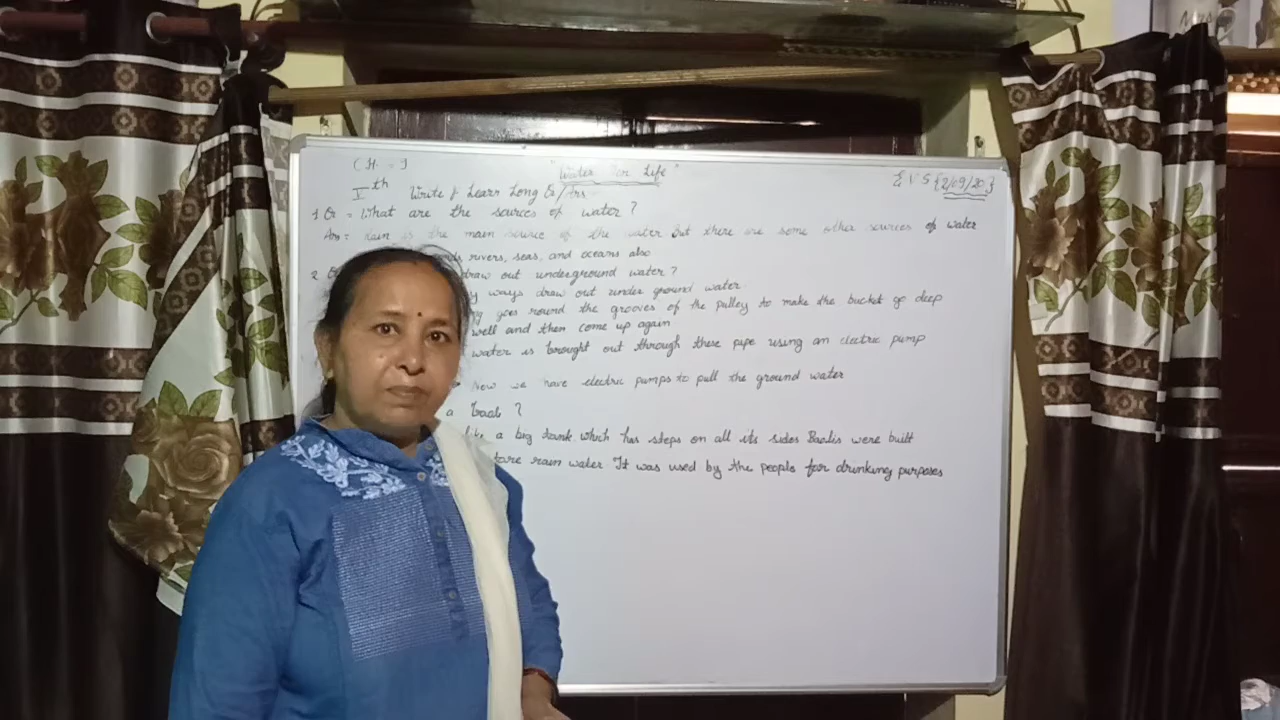 CH - 9
"Water For Life"
EVS {2/09/20}
Vth Write & Learn Long Q/Ans
1 Q = What are the sources of water?
Ans = Rain is the main source of the water But there are some other sources of water
rivers, seas, and oceans also
2 draw out underground water?
ways draw out under ground water.
goes round the grooves of the pulley to make the bucket go deep
well and then come up again
water is brought out through these pipe using an electric pump
Now we have electric pumps to pull the ground water
a
like a big tank which has steps on all its sides Baolis were built
rain water It was used by the people for drinking purposes